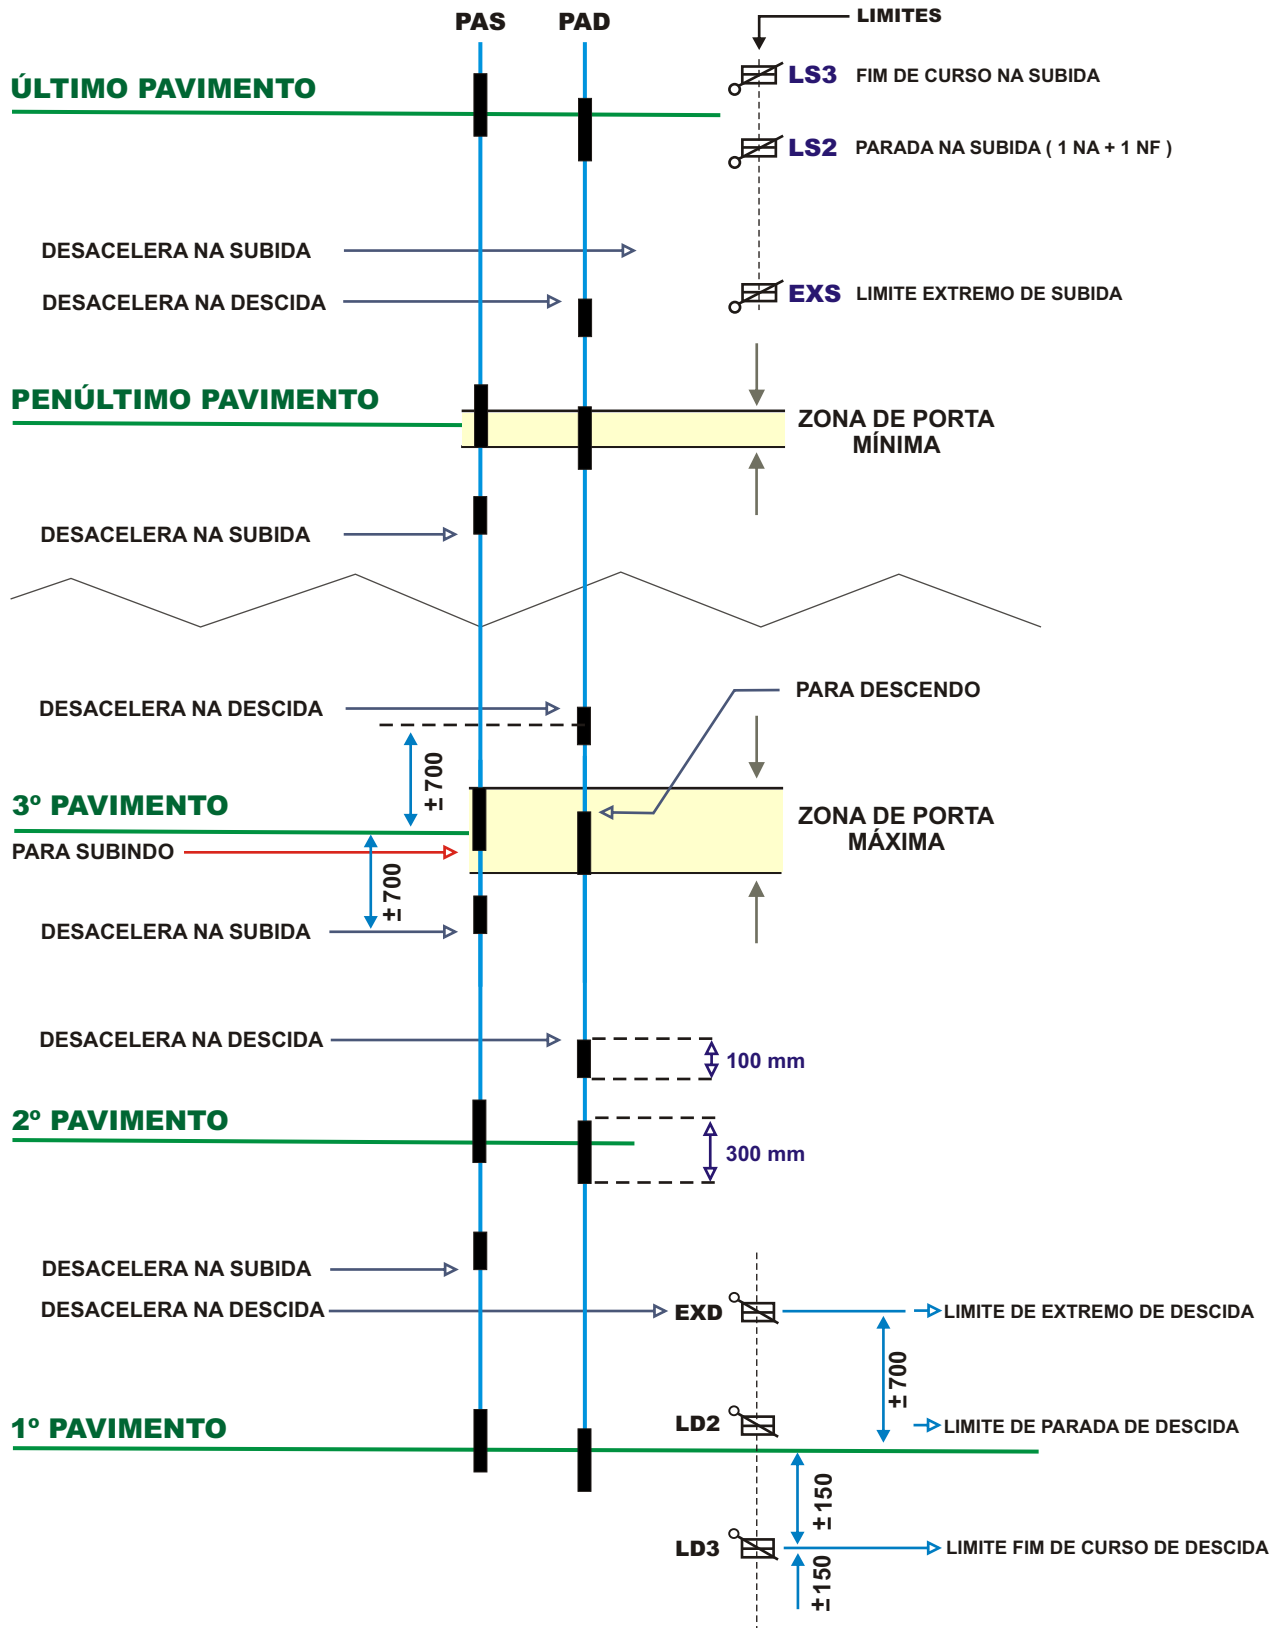 PAS
PAD
LIMITES
ÚLTIMO PAVIMENTO
LS3 FIM DE CURSO NA SUBIDA
LS2 PARADA NA SUBIDA ( 1 NA + 1 NF )
DESACELERA NA SUBIDA
DESACELERA NA DESCIDA
EXS LIMITE EXTREMO DE SUBIDA
PENÚLTIMO PAVIMENTO
ZONA DE PORTA
MÍNIMA
DESACELERA NA SUBIDA
PARA DESCENDO
DESACELERA NA DESCIDA
± 700
3º PAVIMENTO
ZONA DE PORTA
MÁXIMA
PARA SUBINDO
± 700
DESACELERA NA SUBIDA
DESACELERA NA DESCIDA
100 mm
2º PAVIMENTO
300 mm
DESACELERA NA SUBIDA
DESACELERA NA DESCIDA
EXD
LIMITE DE EXTREMO DE DESCIDA
± 700
1º PAVIMENTO
LD2
LIMITE DE PARADA DE DESCIDA
±150
LD3
LIMITE FIM DE CURSO DE DESCIDA
±150